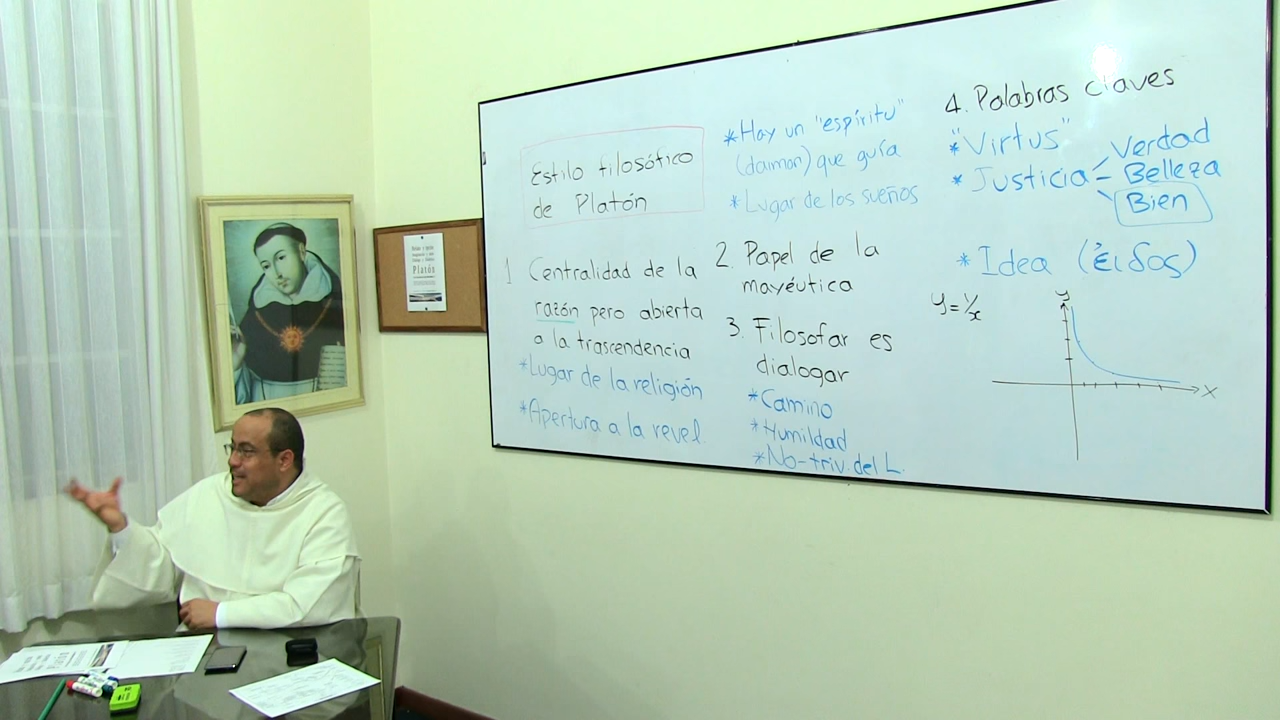 Estilo filosófico
de Platón
1 Centralidad de la
razón pero abierta
a la trascendencia
*Lugar de la religión
*Apertura a la revel.
*Hay un "espíritu"
(daimon) que guía
*Lugar de los sueños
2. Papel de la
mayéutica
3. Filosofar es
dialogar
*Camino
*Humildad
*No-triv. del L.
4. Palabras claves
*"Virtus"
*Justicia
Verdad
Belleza
Bien
*Idea (έιδος)
y=1/x
y
x
Platón